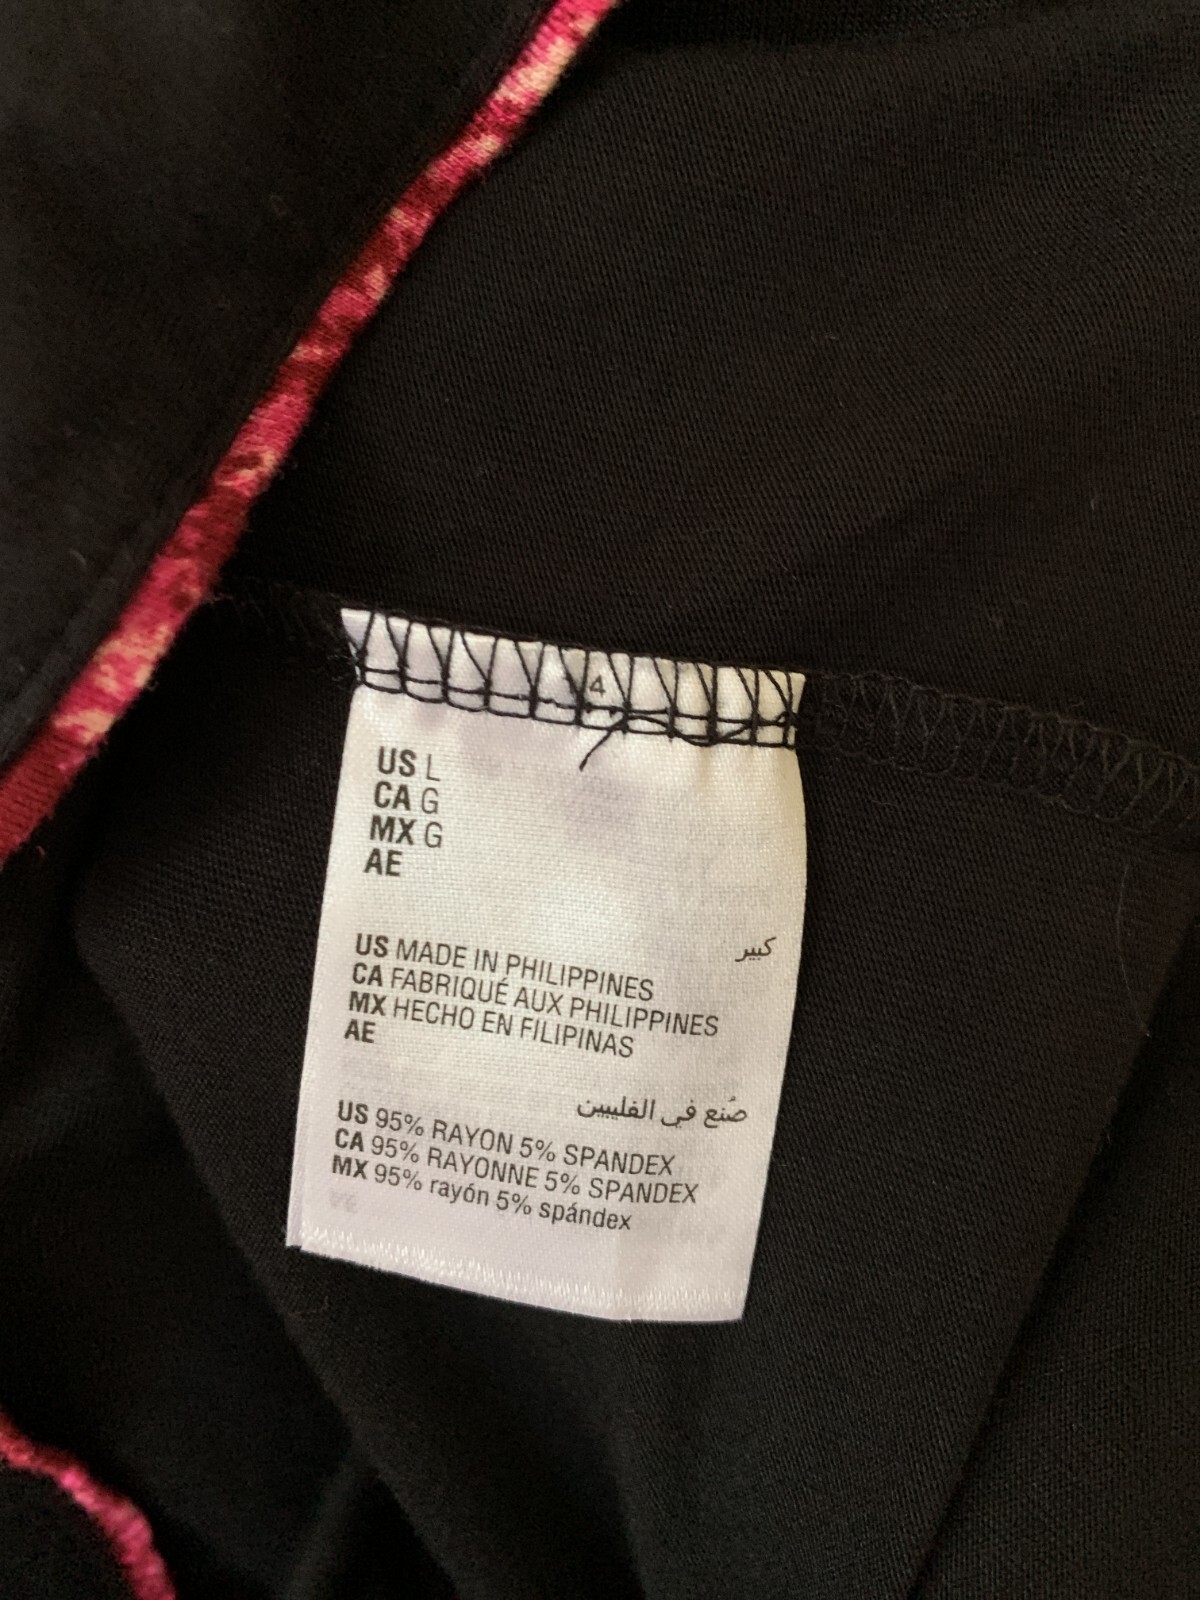 4
US L
CA G
MX G
AE
كبير
US MADE IN PHILIPPINES
CA FABRIQUÉ AUX PHILIPPINES
MX HECHO EN FILIPINAS
AE
صُنع في الفليبين
US 95% RAYON 5% SPANDEX
CA 95% RAYONNE 5% SPANDEX
MX 95% rayón 5% spándex